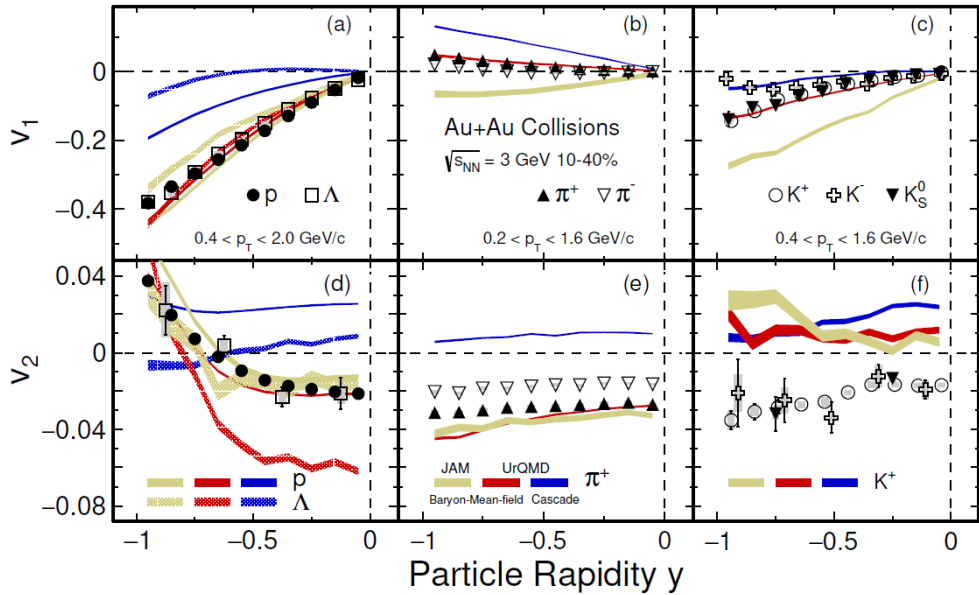 (a)
(b)
(c)
v₁
0
−0.2
−0.4
Au+Au Collisions
√sNN = 3 GeV 10-40%
p Λ
π⁺ π⁻
K⁺ K⁻ K⁰S
0.4 < pT < 2.0 GeV/c
0.2 < pT < 1.6 GeV/c
0.4 < pT < 1.6 GeV/c
(d)
(e)
(f)
v₂
0.04
0
−0.04
−0.08
p
Λ
JAM UrQMD
π⁺
Baryon-Mean-field Cascade
K⁺
−1 −0.5 0 −1 −0.5 0 −1 −0.5 0
Particle Rapidity y